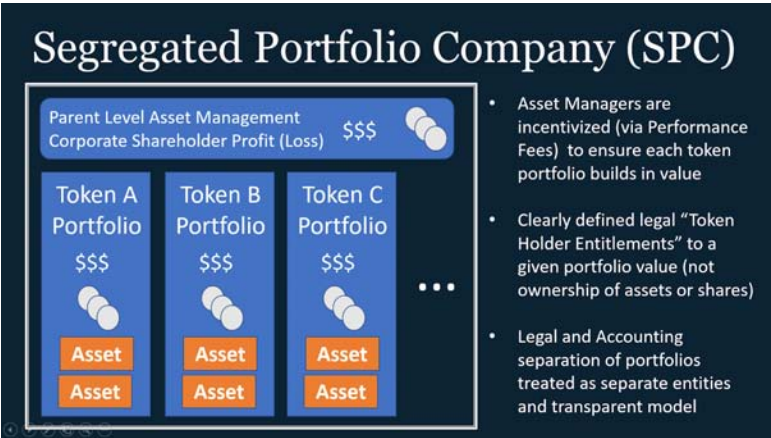 Segregated Portfolio Company (SPC)
Parent Level Asset Management
Corporate Shareholder Profit (Loss) $$$
Token A
Portfolio
$$$
Asset
Asset
Token B
Portfolio
$$$
Asset
Asset
Token C
Portfolio
$$$
Asset
Asset
...
• Asset Managers are
incentivized (via Performance
Fees) to ensure each token
portfolio builds in value
• Clearly defined legal “Token
Holder Entitlements” to a
given portfolio value (not
ownership of assets or shares)
• Legal and Accounting
separation of portfolios
treated as separate entities
and transparent model